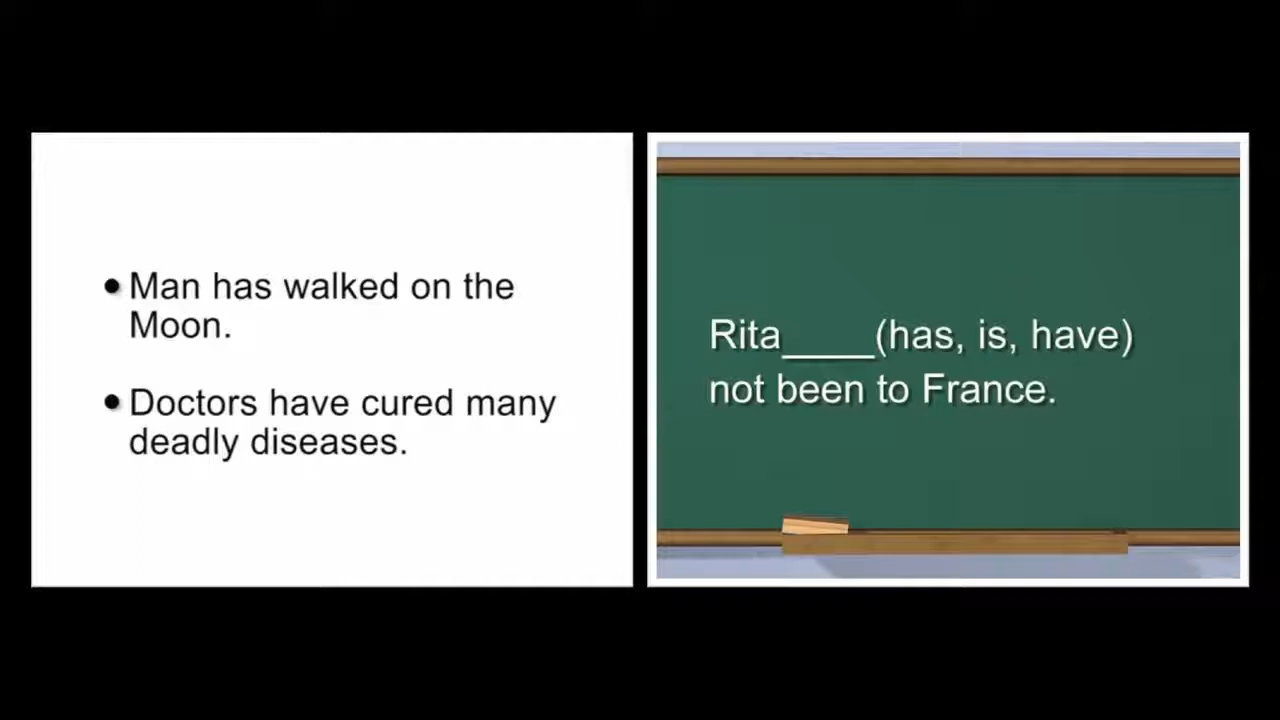 • Man has walked on the
Moon.
• Doctors have cured many
deadly diseases.
Rita____(has, is, have)
not been to France.